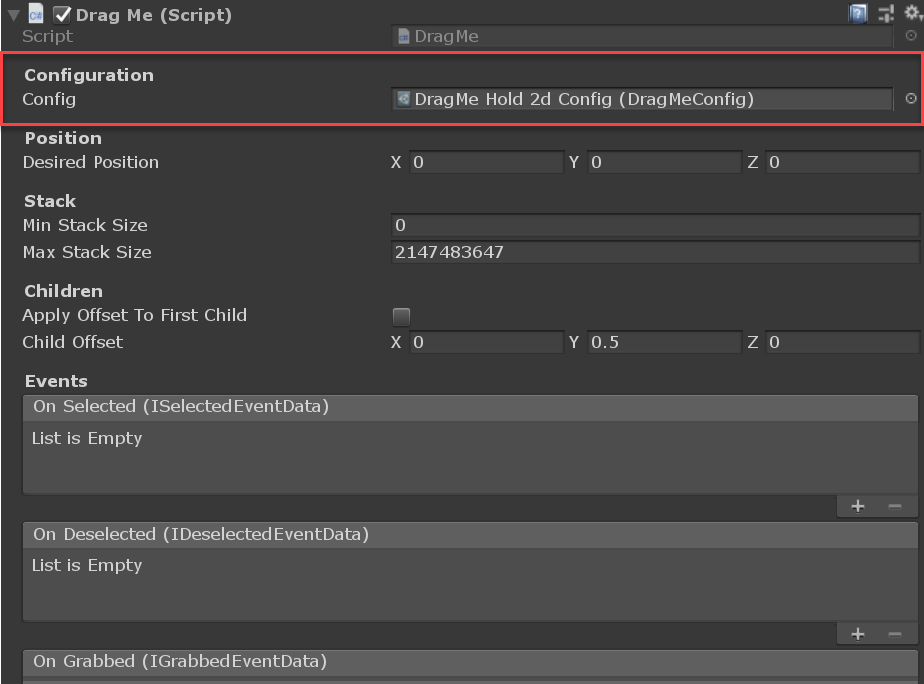 Drag Me (Script)
Script DragMe
Configuration
Config DragMe Hold 2d Config (DragMeConfig)
Position
Desired Position X 0 Y 0 Z 0
Stack
Min Stack Size 0
Max Stack Size 2147483647
Children
Apply Offset To First Child
Child Offset X 0 Y 0.5 Z 0
Events
On Selected (ISelectedEventData)
List is Empty
+ −
On Deselected (IDeselectedEventData)
List is Empty
+ −
On Grabbed (IGrabbedEventData)